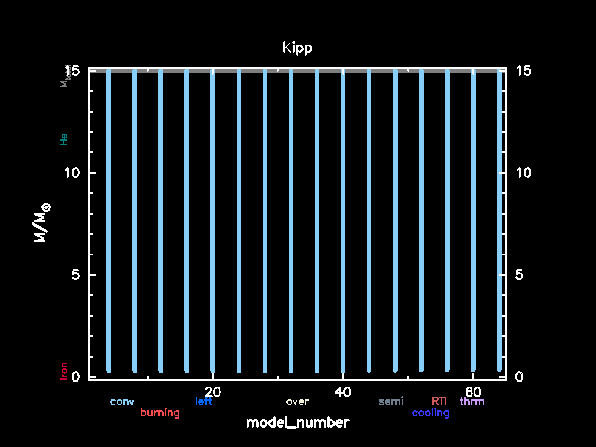 Kipp
15 15
He
10 10
M/M☉
5 5
Iron
0 0
20 40 60
conv left over semi RTI thrm
burning cooling
model_number